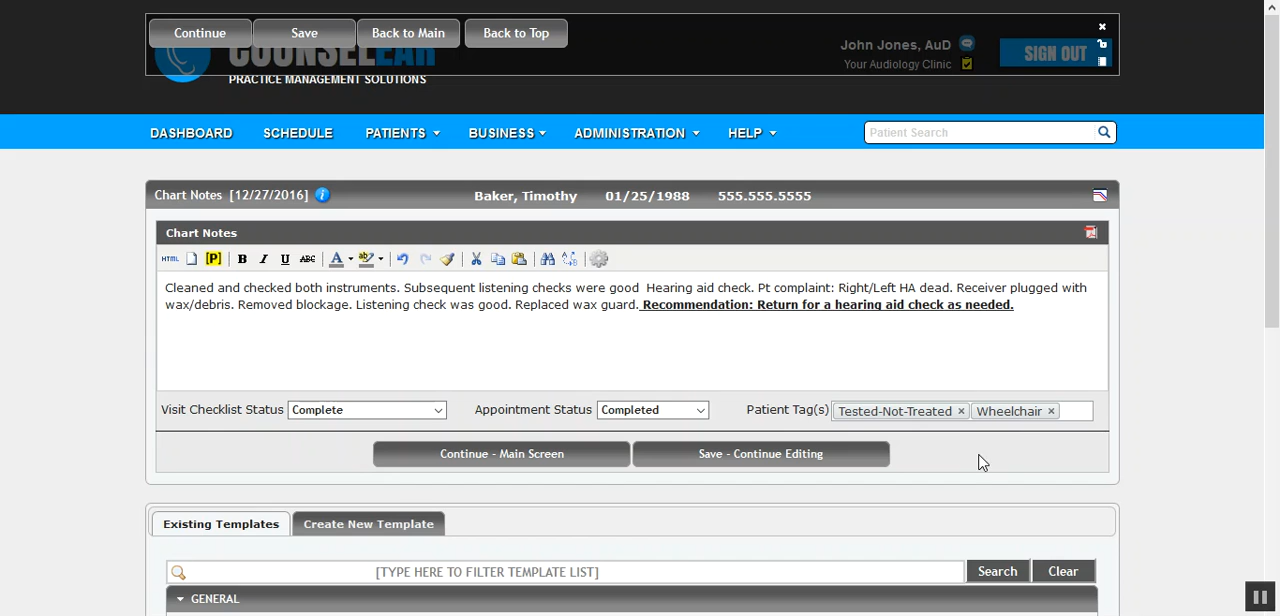 Continue Save Back to Main Back to Top
COUNSELEAR
PRACTICE MANAGEMENT SOLUTIONS
John Jones, AuD
Your Audiology Clinic
SIGN OUT
DASHBOARD SCHEDULE PATIENTS BUSINESS ADMINISTRATION HELP Patient Search
Chart Notes [12/27/2016] Baker, Timothy 01/25/1988 555.555.5555
Chart Notes
HTML [P] B I U ABC A ab
Cleaned and checked both instruments. Subsequent listening checks were good  Hearing aid check. Pt complaint: Right/Left HA dead. Receiver plugged with
wax/debris. Removed blockage. Listening check was good. Replaced wax guard. Recommendation: Return for a hearing aid check as needed.
Visit Checklist Status Complete Appointment Status Completed Patient Tag(s) Tested-Not-Treated × Wheelchair ×
Continue - Main Screen Save - Continue Editing
Existing Templates Create New Template
[TYPE HERE TO FILTER TEMPLATE LIST] Search Clear
GENERAL